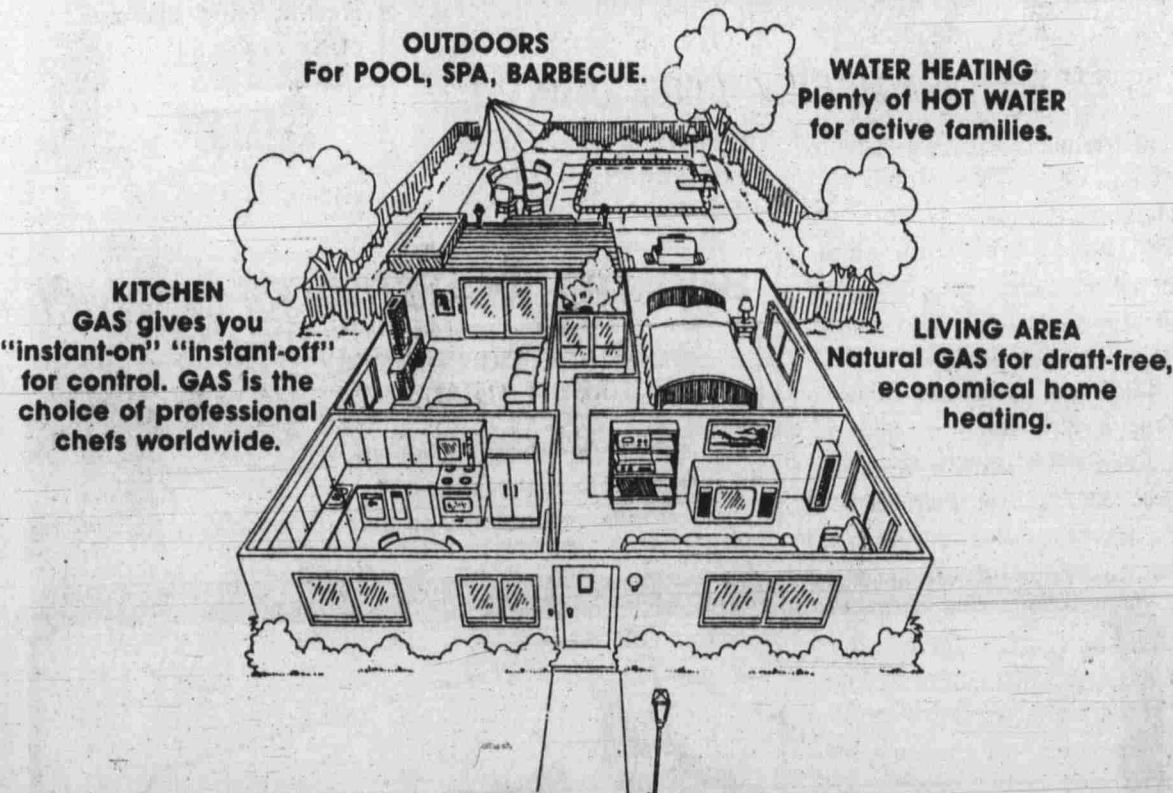 OUTDOORS
For POOL, SPA, BARBECUE.
WATER HEATING
Plenty of HOT WATER
for active families.
KITCHEN
GAS gives you
"instant-on" "instant-off"
for control. GAS is the
choice of professional
chefs worldwide.
LIVING AREA
Natural GAS for draft-free,
economical home
heating.